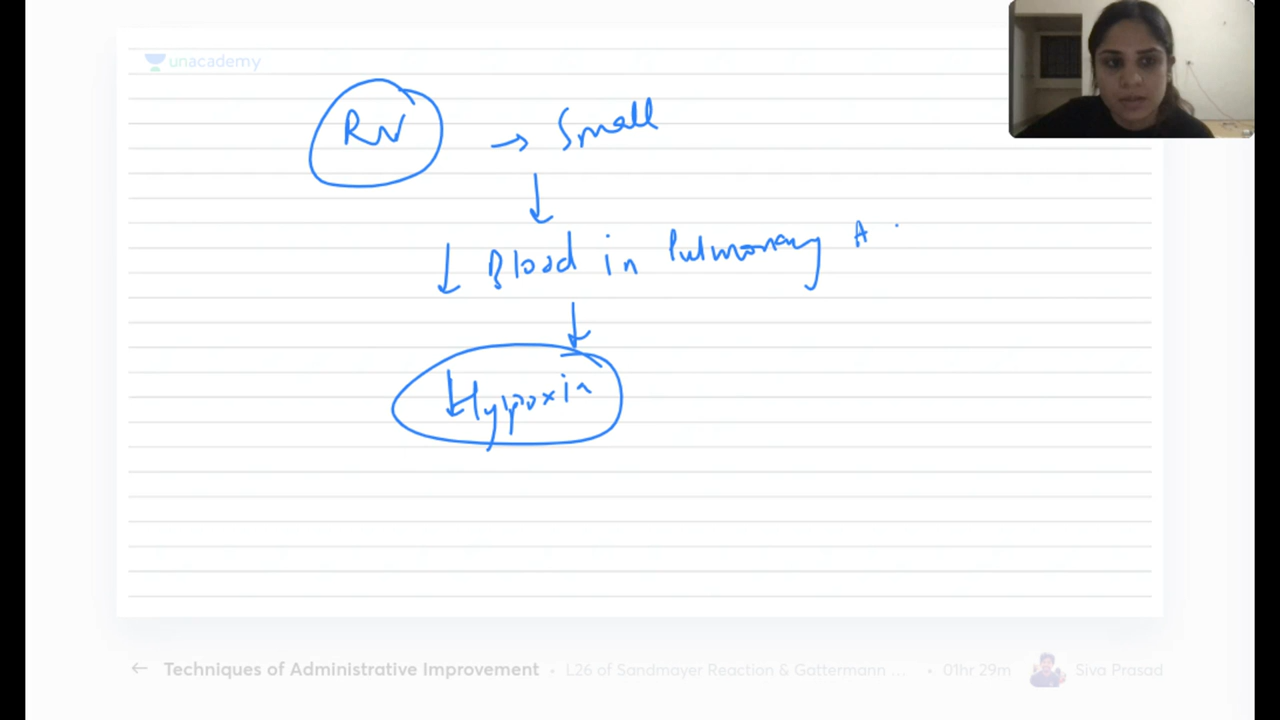 unacademy
RV → Small
↓
↓ Blood in Pulmonary A.
↓
↓Hypoxia
← Techniques of Administrative Improvement • L26 of Sandmayer Reaction & Gattermann ... • 01hr 29m Siva Prasad